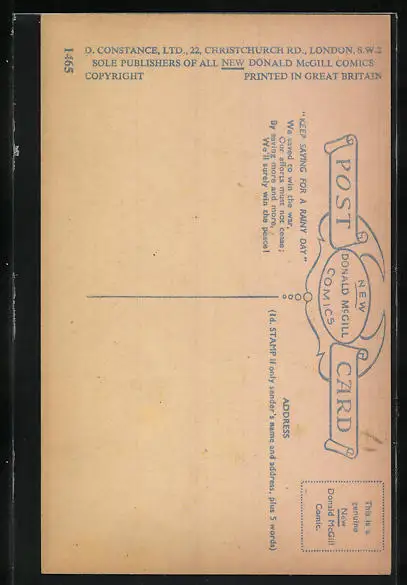 POST CARD
NEW
DONALD McGILL
COMICS
"KEEP SAVING FOR A RAINY DAY"
We saved to win the war,
Our efforts must not cease;
By saving more and more,
We'll surely win the peace!
ADDRESS
(1d. STAMP if only sender's name and address, plus 5 words)
This is a
genuine
New
Donald McGill
Comic.
1465
D. CONSTANCE, LTD., 22, CHRISTCHURCH RD., LONDON, S.W.2
SOLE PUBLISHERS OF ALL NEW DONALD McGILL COMICS
COPYRIGHT PRINTED IN GREAT BRITAIN